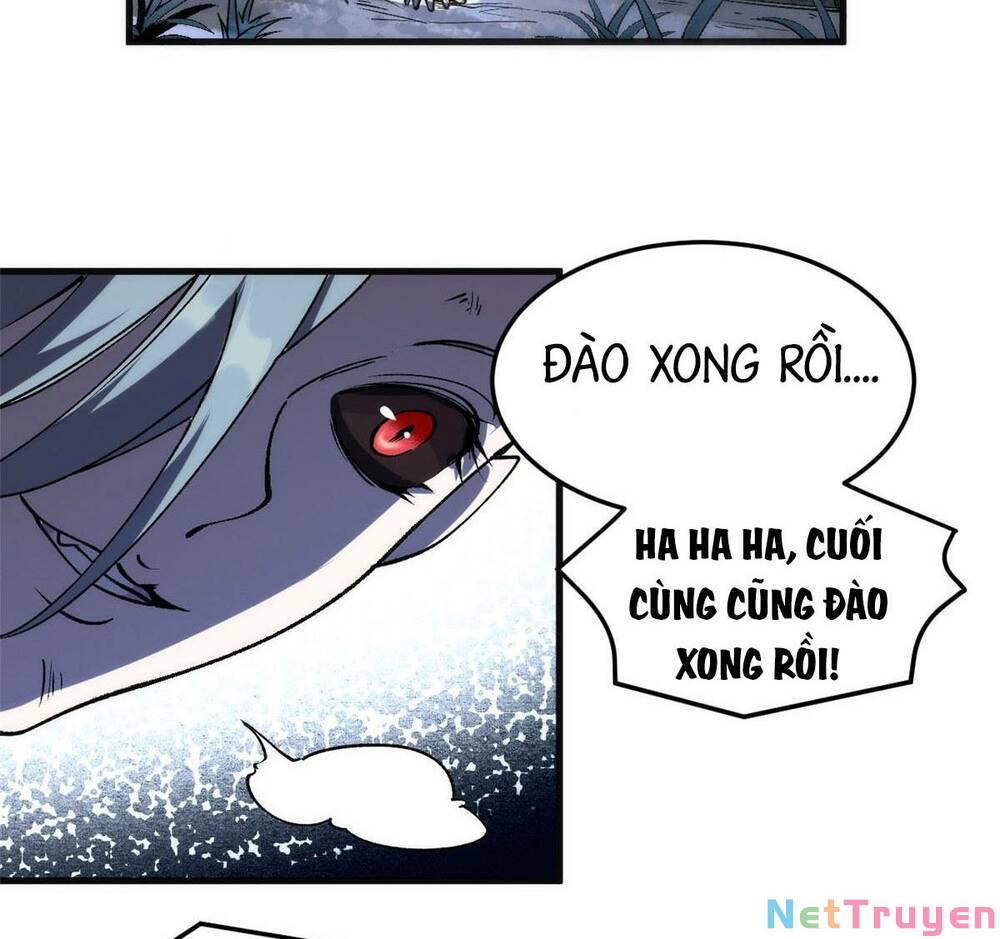 ĐÀO XONG RỒI....
HA HA HA, CUỐI
CÙNG CŨNG ĐÀO
XONG RỒI!
NetTruyen